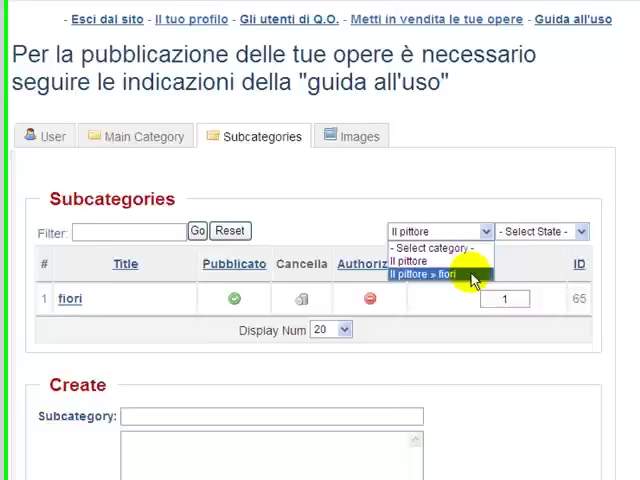 - Esci dal sito - Il tuo profilo - Gli utenti di Q.O. - Metti in vendita le tue opere - Guida all'uso
Per la pubblicazione delle tue opere è necessario
seguire le indicazioni della "guida all'uso"
User Main Category Subcategories Images
Subcategories
Filter: Go Reset Il pittore - Select State -
- Select category -
Il pittore
Il pittore » fiori
# Title Pubblicato Cancella Authoriz ID
1 fiori 1 65
Display Num 20
Create
Subcategory: